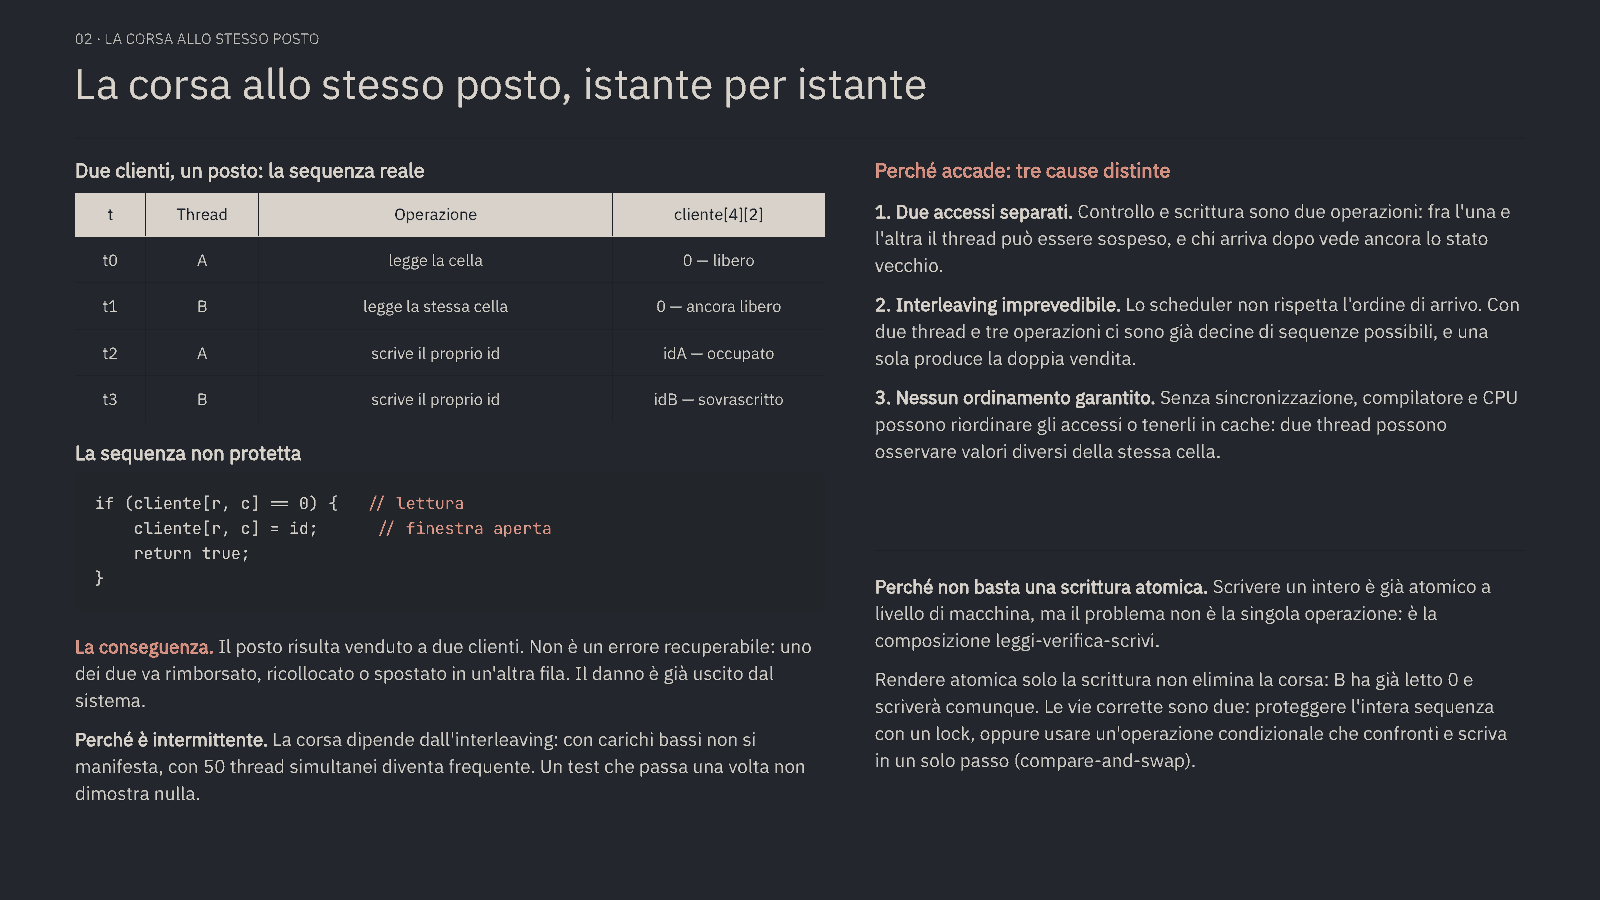 02 · LA CORSA ALLO STESSO POSTO
La corsa allo stesso posto, istante per istante
Due clienti, un posto: la sequenza reale
t Thread Operazione cliente[4][2]
t0 A legge la cella 0 — libero
t1 B legge la stessa cella 0 — ancora libero
t2 A scrive il proprio id idA — occupato
t3 B scrive il proprio id idB — sovrascritto
La sequenza non protetta
if (cliente[r, c] == 0) { // lettura
cliente[r, c] = id; // finestra aperta
return true;
}
La conseguenza. Il posto risulta venduto a due clienti. Non è un errore recuperabile: uno
dei due va rimborsato, ricollocato o spostato in un'altra fila. Il danno è già uscito dal
sistema.
Perché è intermittente. La corsa dipende dall'interleaving: con carichi bassi non si
manifesta, con 50 thread simultanei diventa frequente. Un test che passa una volta non
dimostra nulla.
Perché accade: tre cause distinte
1. Due accessi separati. Controllo e scrittura sono due operazioni: fra l'una e
l'altra il thread può essere sospeso, e chi arriva dopo vede ancora lo stato
vecchio.
2. Interleaving imprevedibile. Lo scheduler non rispetta l'ordine di arrivo. Con
due thread e tre operazioni ci sono già decine di sequenze possibili, e una
sola produce la doppia vendita.
3. Nessun ordinamento garantito. Senza sincronizzazione, compilatore e CPU
possono riordinare gli accessi o tenerli in cache: due thread possono
osservare valori diversi della stessa cella.
Perché non basta una scrittura atomica. Scrivere un intero è già atomico a
livello di macchina, ma il problema non è la singola operazione: è la
composizione leggi-verifica-scrivi.
Rendere atomica solo la scrittura non elimina la corsa: B ha già letto 0 e
scriverà comunque. Le vie corrette sono due: proteggere l'intera sequenza
con un lock, oppure usare un'operazione condizionale che confronti e scriva
in un solo passo (compare-and-swap).